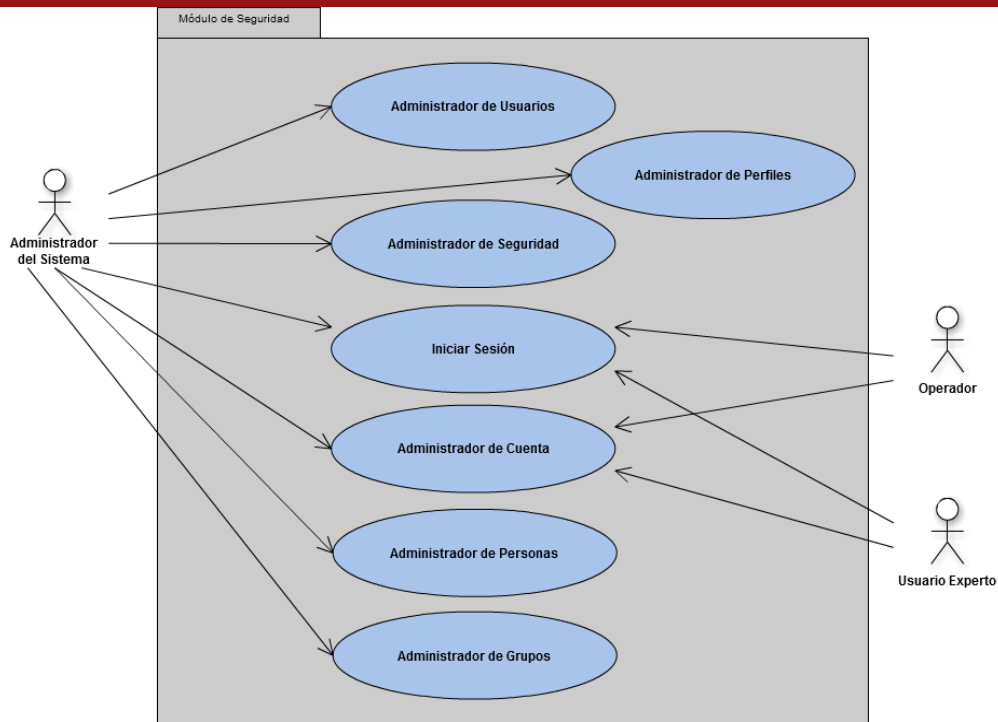 Módulo de Seguridad
Administrador de Usuarios
Administrador de Perfiles
Administrador
del Sistema
Administrador de Seguridad
Iniciar Sesión
Operador
Administrador de Cuenta
Administrador de Personas
Usuario Experto
Administrador de Grupos